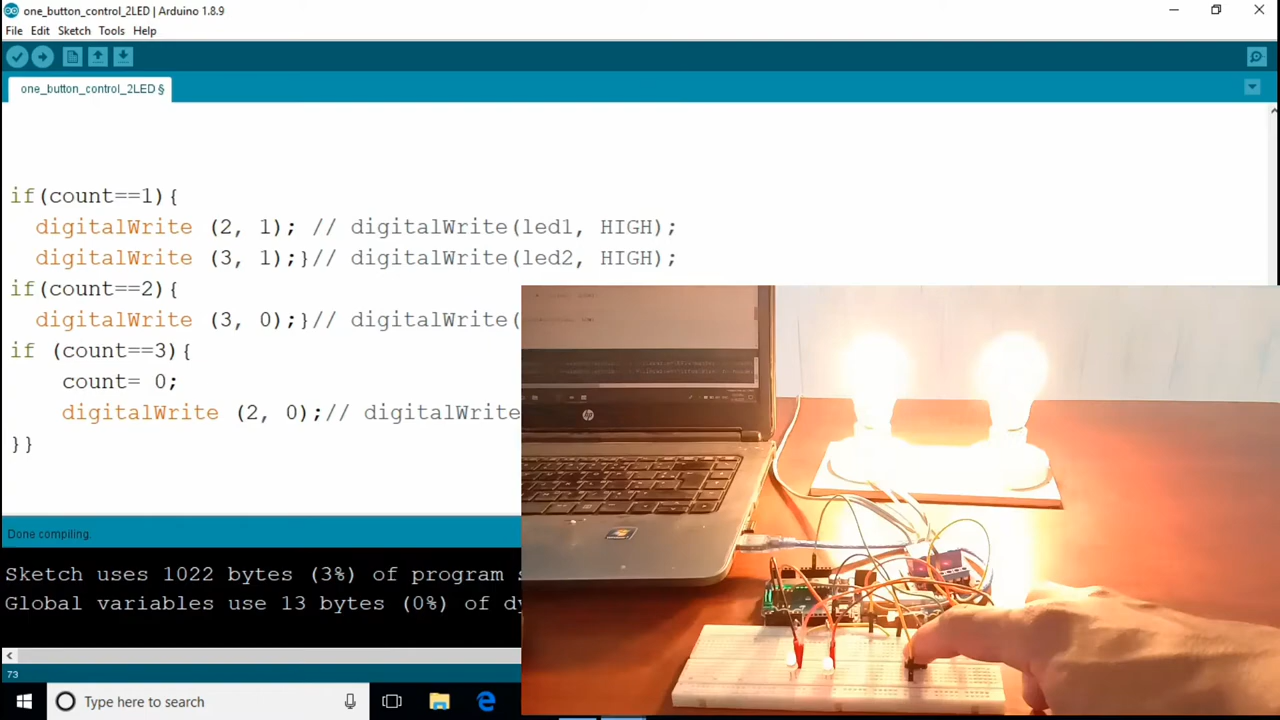 one_button_control_2LED | Arduino 1.8.9
File Edit Sketch Tools Help
one_button_control_2LED §
if(count==1){
digitalWrite (2, 1); // digitalWrite(led1, HIGH);
digitalWrite (3, 1);}// digitalWrite(led2, HIGH);
if(count==2){
digitalWrite (3, 0);}// digitalWrite(
if (count==3){
count= 0;
digitalWrite (2, 0);// digitalWrite
}}
Done compiling.
Sketch uses 1022 bytes (3%) of program s
Global variables use 13 bytes (0%) of dy
73
Type here to search
hp